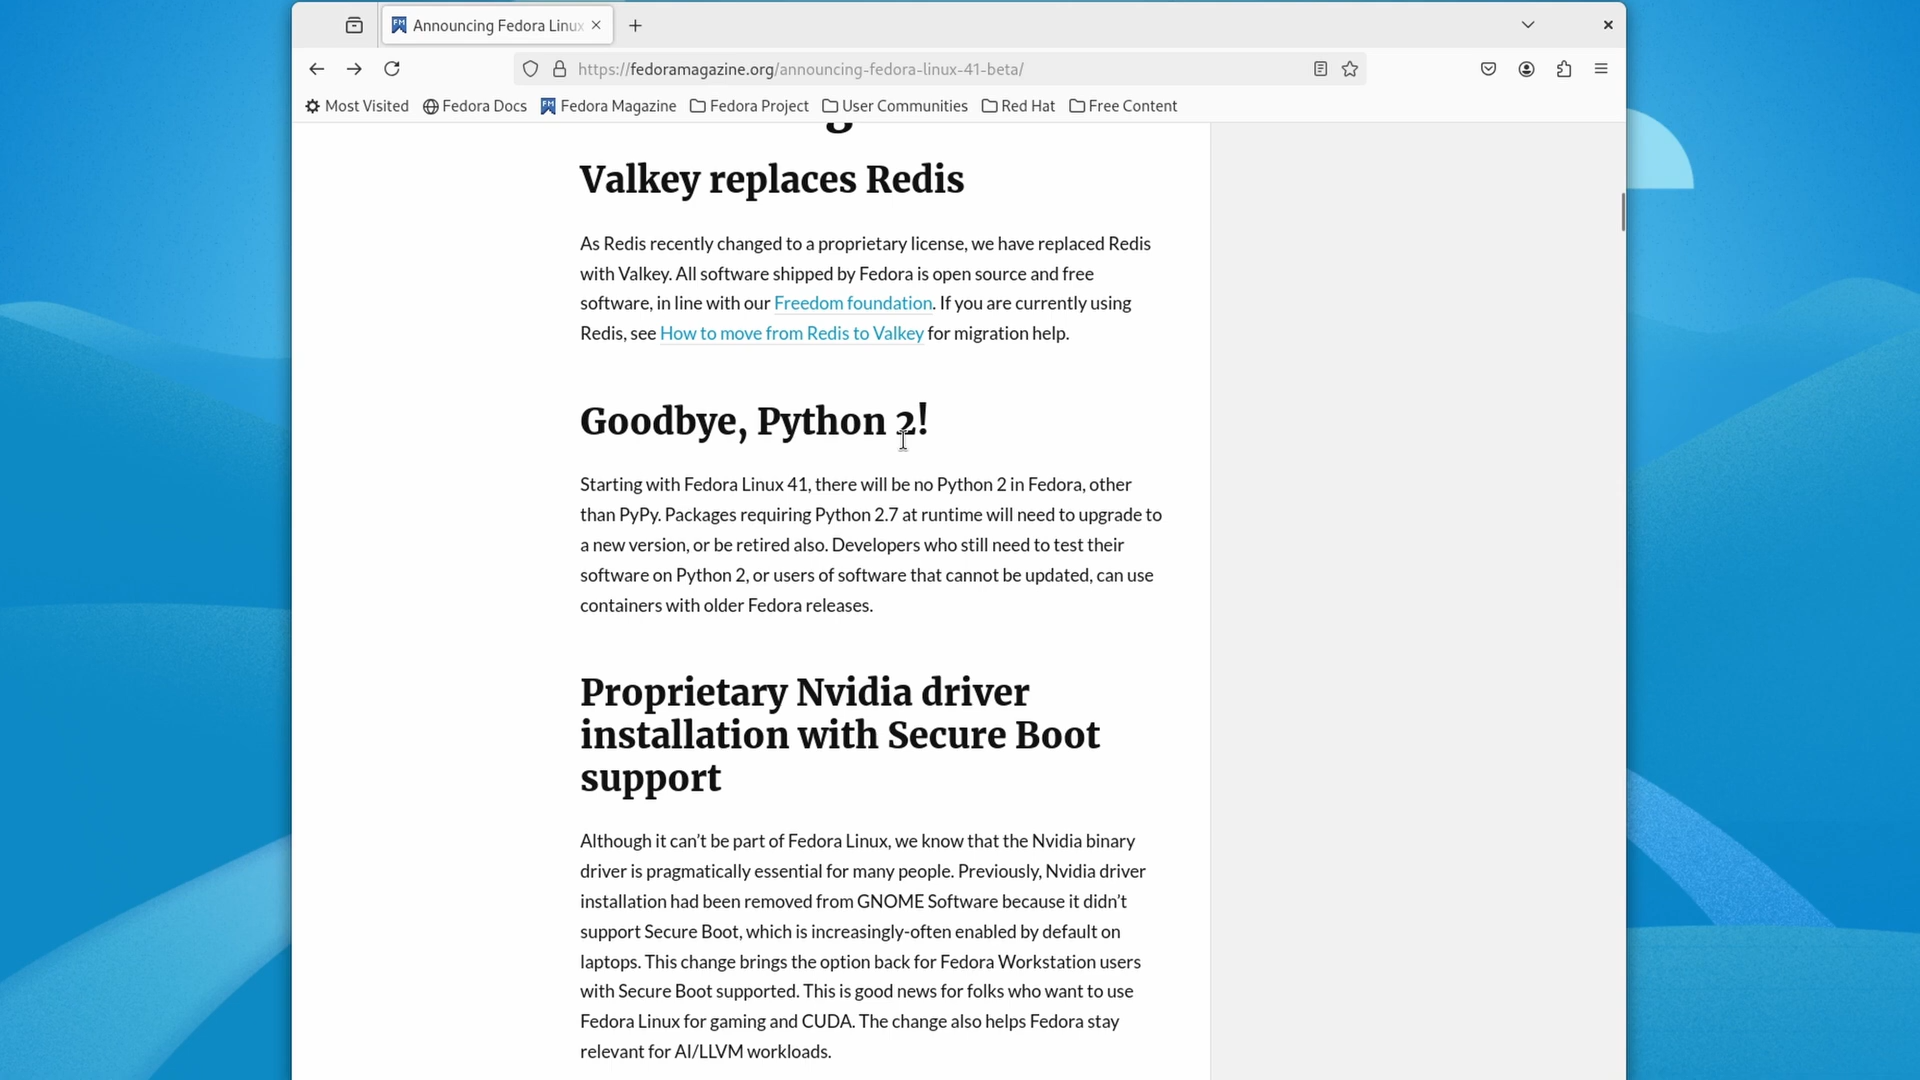 Announcing Fedora Linux
https://fedoramagazine.org/announcing-fedora-linux-41-beta/
Most Visited Fedora Docs Fedora Magazine Fedora Project User Communities Red Hat Free Content
Valkey replaces Redis
As Redis recently changed to a proprietary license, we have replaced Redis
with Valkey. All software shipped by Fedora is open source and free
software, in line with our Freedom foundation. If you are currently using
Redis, see How to move from Redis to Valkey for migration help.
Goodbye, Python 2!
Starting with Fedora Linux 41, there will be no Python 2 in Fedora, other
than PyPy. Packages requiring Python 2.7 at runtime will need to upgrade to
a new version, or be retired also. Developers who still need to test their
software on Python 2, or users of software that cannot be updated, can use
containers with older Fedora releases.
Proprietary Nvidia driver
installation with Secure Boot
support
Although it can’t be part of Fedora Linux, we know that the Nvidia binary
driver is pragmatically essential for many people. Previously, Nvidia driver
installation had been removed from GNOME Software because it didn’t
support Secure Boot, which is increasingly-often enabled by default on
laptops. This change brings the option back for Fedora Workstation users
with Secure Boot supported. This is good news for folks who want to use
Fedora Linux for gaming and CUDA. The change also helps Fedora stay
relevant for AI/LLVM workloads.